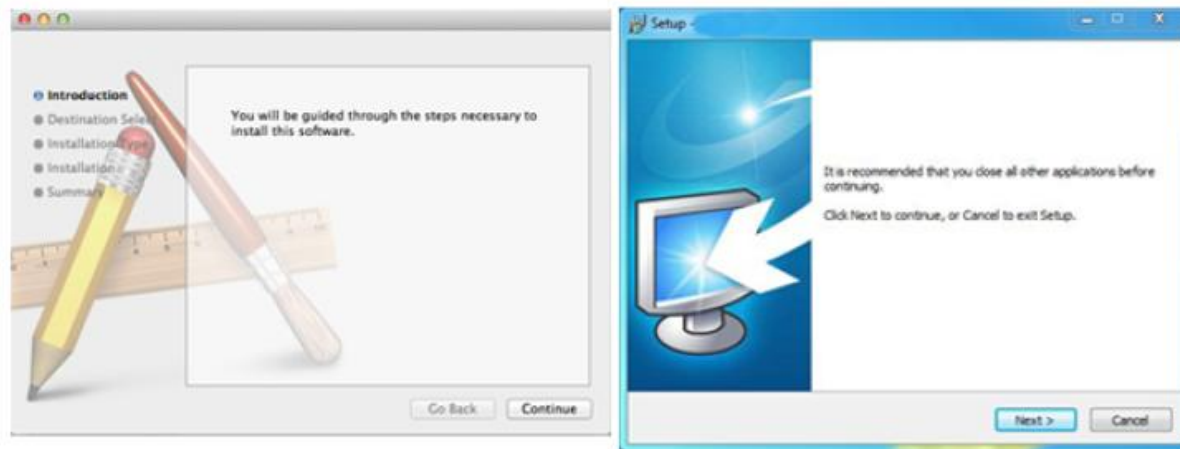 Introduction
Destination Select
Installation Type
Installation
Summary
You will be guided through the steps necessary to
install this software.
Go Back
Continue
Setup -
It is recommended that you close all other applications before
continuing.
Click Next to continue, or Cancel to exit Setup.
Next >
Cancel